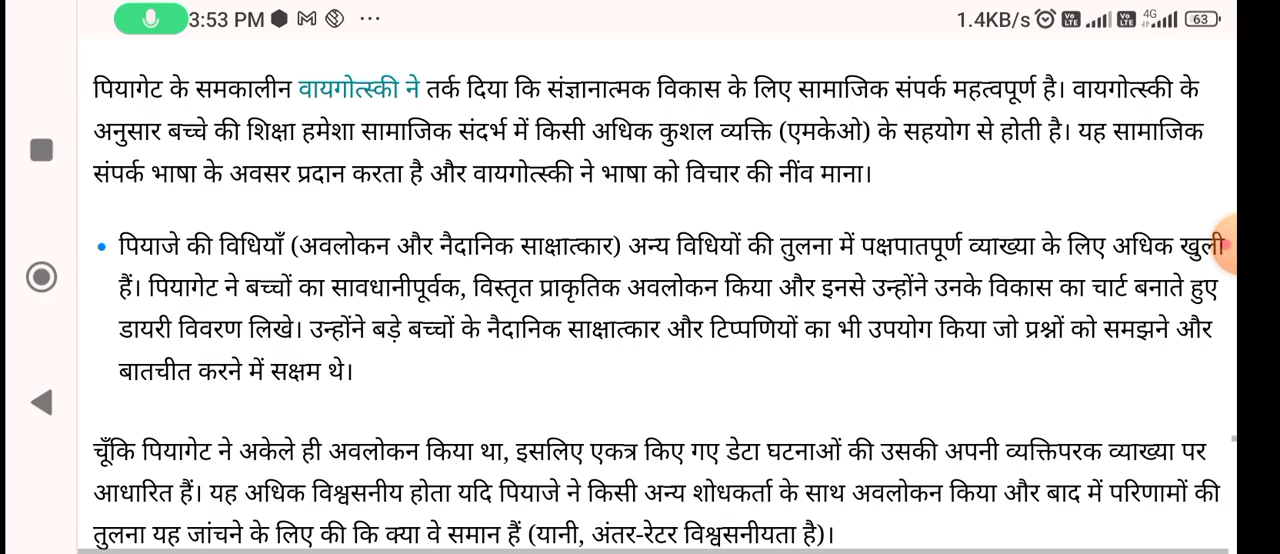 3:53 PM ...
1.4KB/s 4G 63
पियागेट के समकालीन वायगोत्स्की ने तर्क दिया कि संज्ञानात्मक विकास के लिए सामाजिक संपर्क महत्वपूर्ण है। वायगोत्स्की के
अनुसार बच्चे की शिक्षा हमेशा सामाजिक संदर्भ में किसी अधिक कुशल व्यक्ति (एमकेओ) के सहयोग से होती है। यह सामाजिक
संपर्क भाषा के अवसर प्रदान करता है और वायगोत्स्की ने भाषा को विचार की नींव माना।
• पियाजे की विधियाँ (अवलोकन और नैदानिक साक्षात्कार) अन्य विधियों की तुलना में पक्षपातपूर्ण व्याख्या के लिए अधिक खुली
हैं। पियागेट ने बच्चों का सावधानीपूर्वक, विस्तृत प्राकृतिक अवलोकन किया और इनसे उन्होंने उनके विकास का चार्ट बनाते हुए
डायरी विवरण लिखे। उन्होंने बड़े बच्चों के नैदानिक साक्षात्कार और टिप्पणियों का भी उपयोग किया जो प्रश्नों को समझने और
बातचीत करने में सक्षम थे।
चूँकि पियागेट ने अकेले ही अवलोकन किया था, इसलिए एकत्र किए गए डेटा घटनाओं की उसकी अपनी व्यक्तिपरक व्याख्या पर
आधारित हैं। यह अधिक विश्वसनीय होता यदि पियाजे ने किसी अन्य शोधकर्ता के साथ अवलोकन किया और बाद में परिणामों की
तुलना यह जांचने के लिए की कि क्या वे समान हैं (यानी, अंतर-रेटर विश्वसनीयता है)।